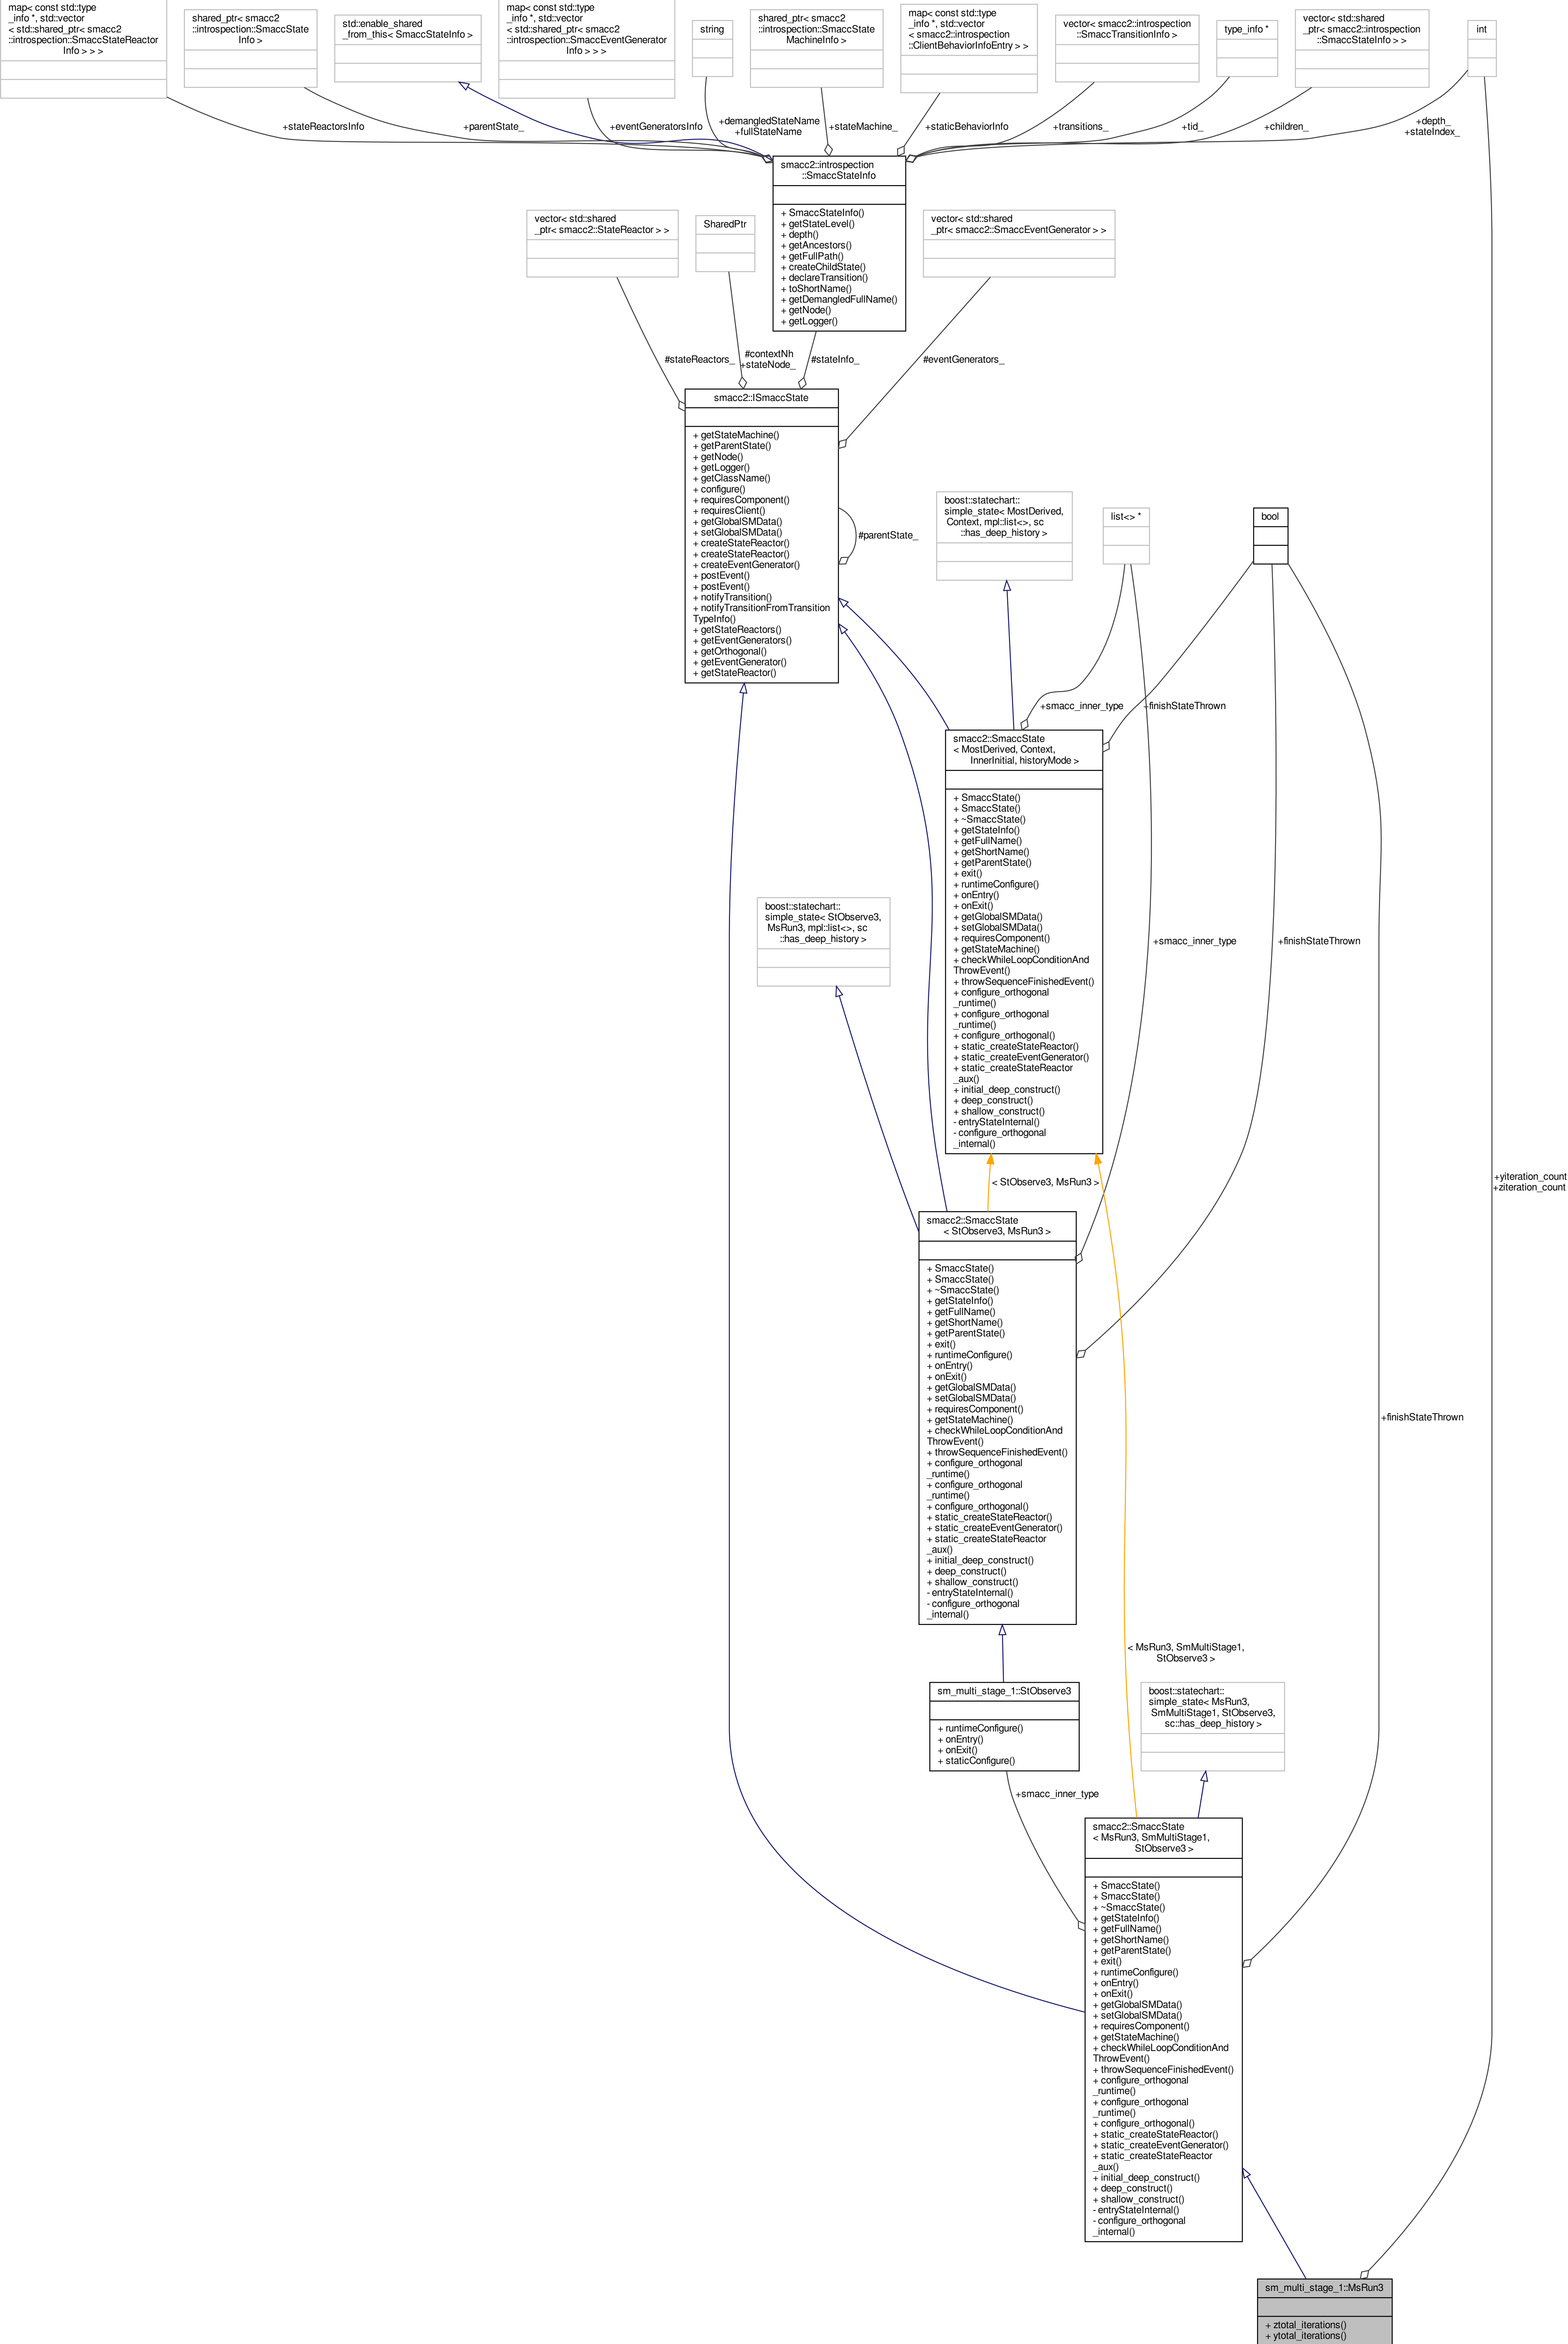 map< const std::type
_info *, std::vector
< std::shared_ptr< smacc2
::introspection::SmaccStateReactor
Info > > >
shared_ptr< smacc2
::introspection::SmaccState
Info >
std::enable_shared
_from_this< SmaccStateInfo >
map< const std::type
_info *, std::vector
< std::shared_ptr< smacc2
::introspection::SmaccEventGenerator
Info > > >
string
shared_ptr< smacc2
::introspection::SmaccState
MachineInfo >
map< const std::type
_info *, std::vector
< smacc2::introspection
::ClientBehaviorInfoEntry > >
vector< smacc2::introspection
::SmaccTransitionInfo >
type_info *
vector< std::shared
_ptr< smacc2::introspection
::SmaccStateInfo > >
int
+stateReactorsInfo
+parentState_
+eventGeneratorsInfo
+demangledStateName
+fullStateName
+stateMachine_
+staticBehaviorInfo
+transitions_
+tid_
+children_
+depth_
+stateIndex_
smacc2::introspection
::SmaccStateInfo
+ SmaccStateInfo()
+ getStateLevel()
+ depth()
+ getAncestors()
+ getFullPath()
+ createChildState()
+ declareTransition()
+ toShortName()
+ getDemangledFullName()
+ getNode()
+ getLogger()
vector< std::shared
_ptr< smacc2::StateReactor > >
SharedPtr
vector< std::shared
_ptr< smacc2::SmaccEventGenerator > >
#stateReactors_
#contextNh
+stateNode_
#stateInfo_
#eventGenerators_
smacc2::ISmaccState
+ getStateMachine()
+ getParentState()
+ getNode()
+ getLogger()
+ getClassName()
+ configure()
+ requiresComponent()
+ requiresClient()
+ getGlobalSMData()
+ setGlobalSMData()
+ createStateReactor()
+ createStateReactor()
+ createEventGenerator()
+ postEvent()
+ postEvent()
+ notifyTransition()
+ notifyTransitionFromTransition
TypeInfo()
+ getStateReactors()
+ getEventGenerators()
+ getOrthogonal()
+ getEventGenerator()
+ getStateReactor()
#parentState_
boost::statechart::
simple_state< MostDerived,
Context, mpl::list<>, sc
::has_deep_history >
list<> *
bool
+smacc_inner_type
+finishStateThrown
smacc2::SmaccState
< MostDerived, Context,
InnerInitial, historyMode >
+ SmaccState()
+ SmaccState()
+ ~SmaccState()
+ getStateInfo()
+ getFullName()
+ getShortName()
+ getParentState()
+ exit()
+ runtimeConfigure()
+ onEntry()
+ onExit()
+ getGlobalSMData()
+ setGlobalSMData()
+ requiresComponent()
+ getStateMachine()
+ checkWhileLoopConditionAnd
ThrowEvent()
+ throwSequenceFinishedEvent()
+ configure_orthogonal
_runtime()
+ configure_orthogonal
_runtime()
+ configure_orthogonal()
+ static_createStateReactor()
+ static_createEventGenerator()
+ static_createStateReactor
_aux()
+ initial_deep_construct()
+ deep_construct()
+ shallow_construct()
- entryStateInternal()
- configure_orthogonal
_internal()
boost::statechart::
simple_state< StObserve3,
MsRun3, mpl::list<>, sc
::has_deep_history >
+smacc_inner_type
+finishStateThrown
< StObserve3, MsRun3 >
+yiteration_count
+ziteration_count
smacc2::SmaccState
< StObserve3, MsRun3 >
+ SmaccState()
+ SmaccState()
+ ~SmaccState()
+ getStateInfo()
+ getFullName()
+ getShortName()
+ getParentState()
+ exit()
+ runtimeConfigure()
+ onEntry()
+ onExit()
+ getGlobalSMData()
+ setGlobalSMData()
+ requiresComponent()
+ getStateMachine()
+ checkWhileLoopConditionAnd
ThrowEvent()
+ throwSequenceFinishedEvent()
+ configure_orthogonal
_runtime()
+ configure_orthogonal
_runtime()
+ configure_orthogonal()
+ static_createStateReactor()
+ static_createEventGenerator()
+ static_createStateReactor
_aux()
+ initial_deep_construct()
+ deep_construct()
+ shallow_construct()
- entryStateInternal()
- configure_orthogonal
_internal()
+finishStateThrown
< MsRun3, SmMultiStage1,
StObserve3 >
sm_multi_stage_1::StObserve3
+ runtimeConfigure()
+ onEntry()
+ onExit()
+ staticConfigure()
boost::statechart::
simple_state< MsRun3,
SmMultiStage1, StObserve3,
sc::has_deep_history >
+smacc_inner_type
smacc2::SmaccState
< MsRun3, SmMultiStage1,
StObserve3 >
+ SmaccState()
+ SmaccState()
+ ~SmaccState()
+ getStateInfo()
+ getFullName()
+ getShortName()
+ getParentState()
+ exit()
+ runtimeConfigure()
+ onEntry()
+ onExit()
+ getGlobalSMData()
+ setGlobalSMData()
+ requiresComponent()
+ getStateMachine()
+ checkWhileLoopConditionAnd
ThrowEvent()
+ throwSequenceFinishedEvent()
+ configure_orthogonal
_runtime()
+ configure_orthogonal
_runtime()
+ configure_orthogonal()
+ static_createStateReactor()
+ static_createEventGenerator()
+ static_createStateReactor
_aux()
+ initial_deep_construct()
+ deep_construct()
+ shallow_construct()
- entryStateInternal()
- configure_orthogonal
_internal()
sm_multi_stage_1::MsRun3
+ ztotal_iterations()
+ ytotal_iterations()